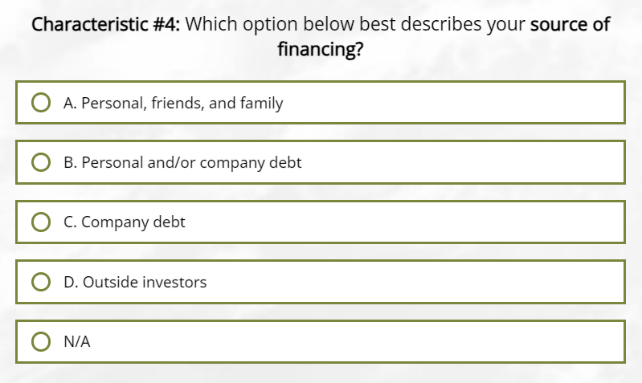 Characteristic #4: Which option below best describes your source of
financing?
A. Personal, friends, and family
B. Personal and/or company debt
C. Company debt
D. Outside investors
N/A